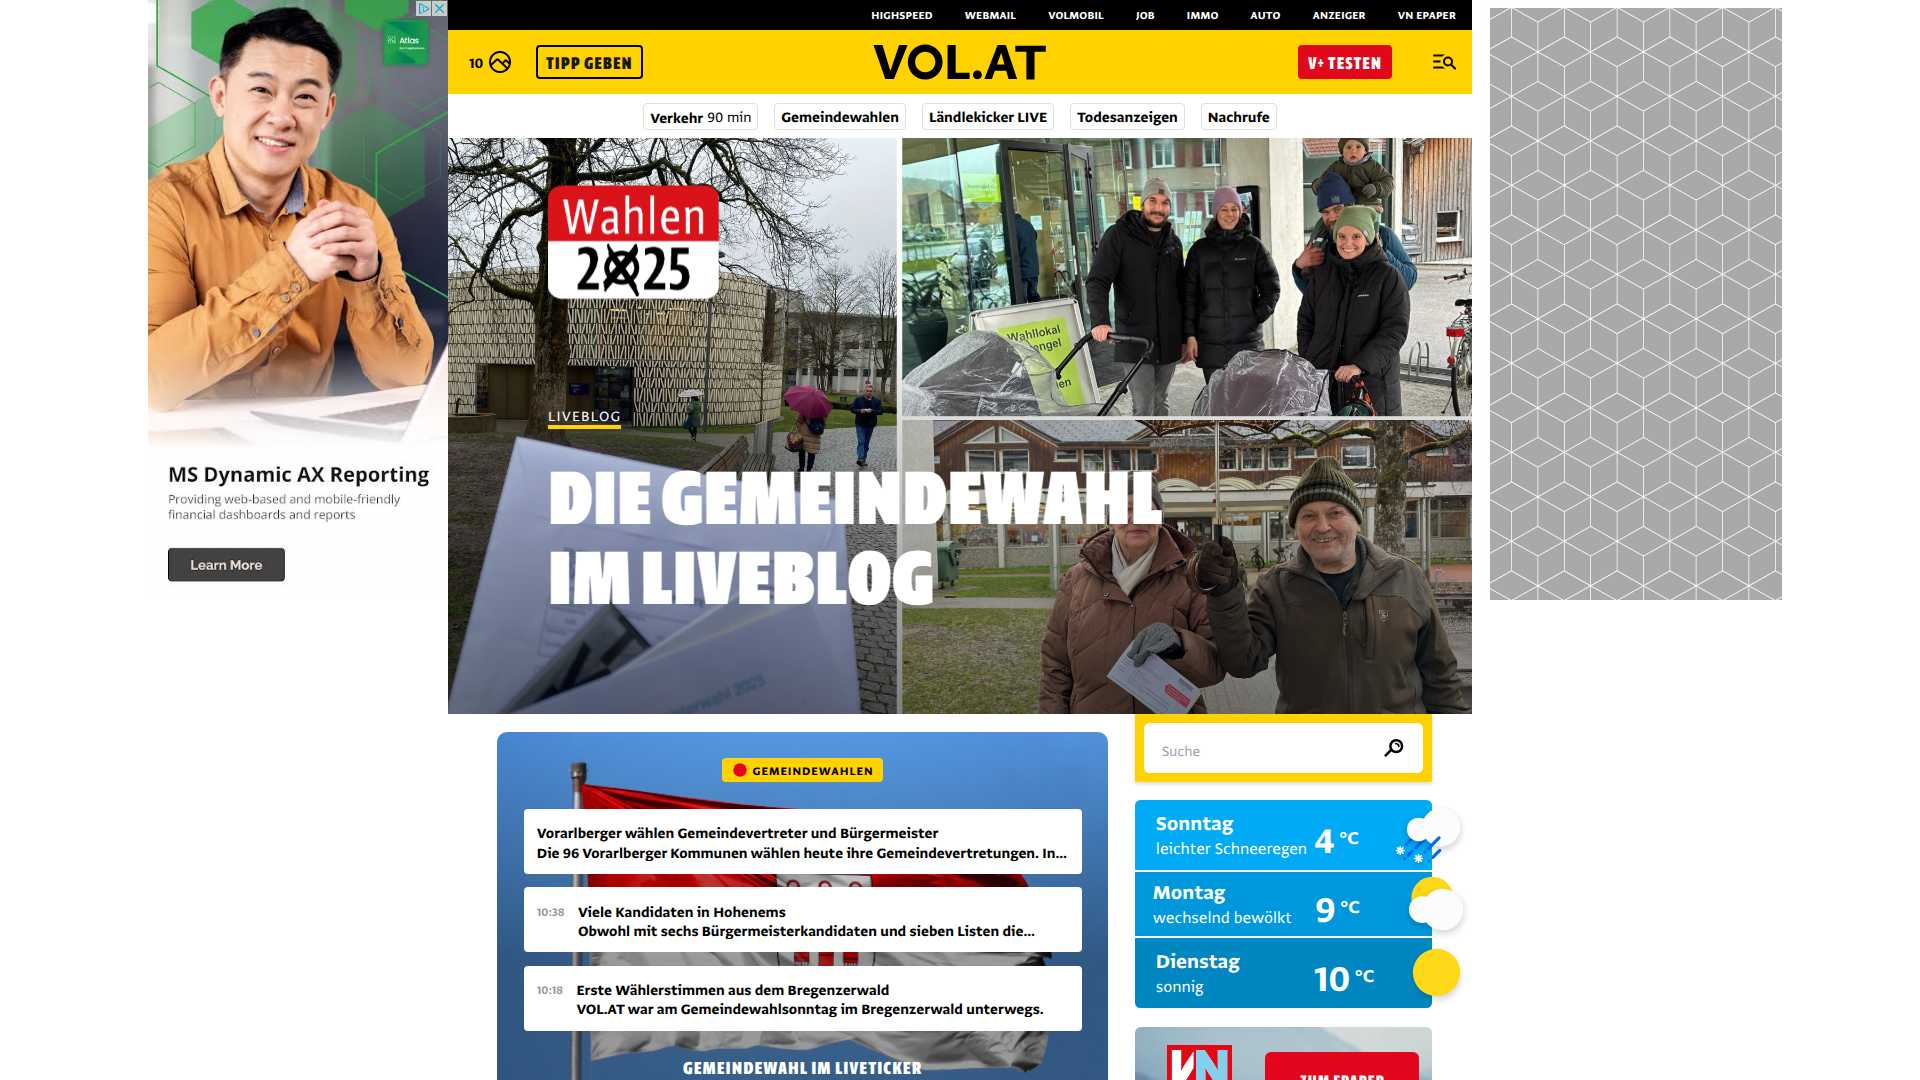 HIGHSPEED WEBMAIL VOLMOBIL JOB IMMO AUTO ANZEIGER VN EPAPER
10 TIPP GEBEN VOL.AT V+ TESTEN
Verkehr 90 min Gemeindewahlen Ländlekicker LIVE Todesanzeigen Nachrufe
Atlas
MS Dynamic AX Reporting
Providing web-based and mobile-friendly
financial dashboards and reports
Learn More
Wahlen
2025
Wahllokal
LIVEBLOG
DIE GEMEINDEWAHL
IM LIVEBLOG
GEMEINDEWAHLEN
Vorarlberger wählen Gemeindevertreter und Bürgermeister
Die 96 Vorarlberger Kommunen wählen heute ihre Gemeindevertretungen. In...
10:38 Viele Kandidaten in Hohenems
Obwohl mit sechs Bürgermeisterkandidaten und sieben Listen die...
10:18 Erste Wählerstimmen aus dem Bregenzerwald
VOL.AT war am Gemeindewahlsonntag im Bregenzerwald unterwegs.
GEMEINDEWAHL IM LIVETICKER
Suche
Sonntag
leichter Schneeregen 4 °C
Montag
wechselnd bewölkt 9 °C
Dienstag
sonnig 10 °C
VN
ZUM EPAPER